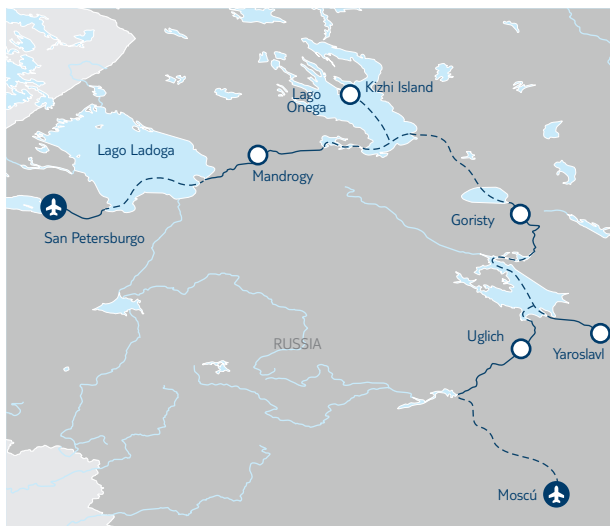 Lago
Onega
Kizhi Island
Lago Ladoga
Mandrogy
Goristy
San Petersburgo
Uglich
RUSSIA
Yaroslavl
Moscú